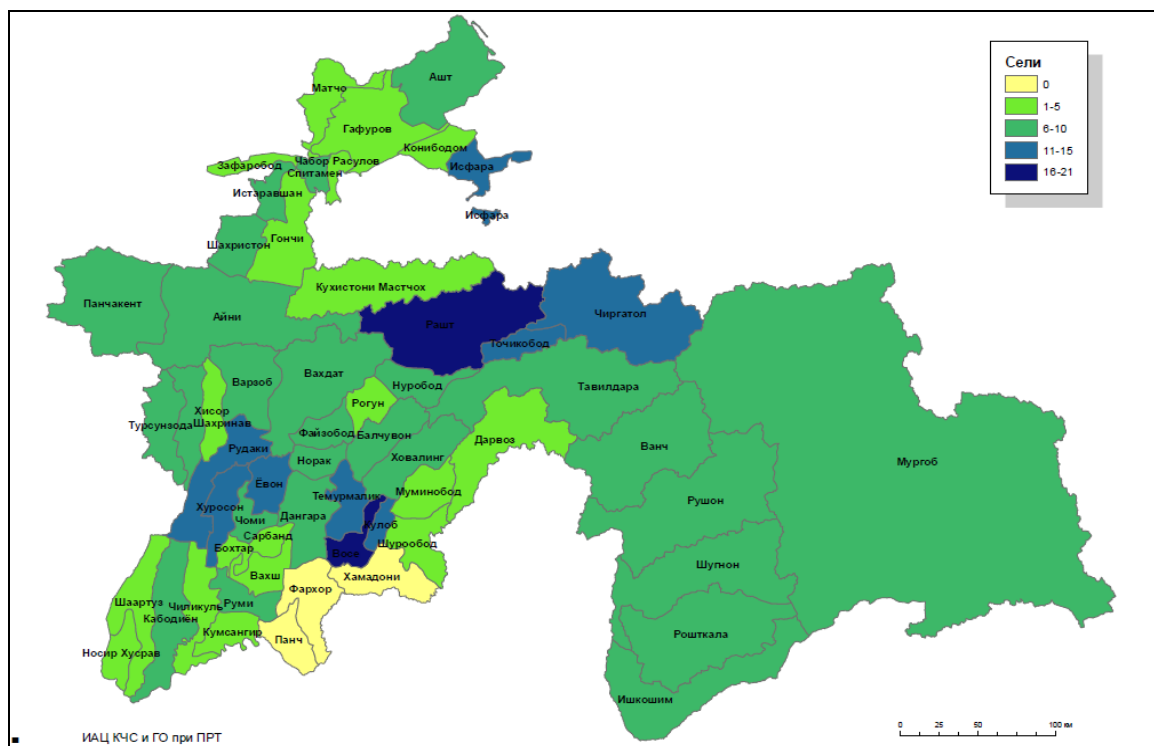 Ашт
Матчо
Гафуров
Конибодом
Исфара
Зафаробод
Чабор Расулов
Спитамен
Истаравшан
Исфара
Шахристон
Гончи
Кухистони Мастчох
Панчакент
Айни
Рашт
Чиргатол
Точикобод
Вахдат
Варзоб
Нуробод
Тавилдара
Рогун
Хисор
Шахринав
Турсунзода
Файзобод
Балчувон
Дарвоз
Рудаки
Норак
Ховалинг
Ванч
Мургоб
Ёвон
Темурмалик
Муминобод
Рушон
Хуросон
Чоми
Дангара
Кулоб
Сарбанд
Шурообод
Бохтар
Восе
Шугнон
Вахш
Хамадони
Фархор
Шаартуз
Чиликуль
Руми
Кабодиён
Кумсангир
Панч
Рошткала
Носир Хусрав
Ишкошим
Сели
0
1-5
6-10
11-15
16-21
0 25 50 100 км
ИАЦ КЧС и ГО при ПРТ